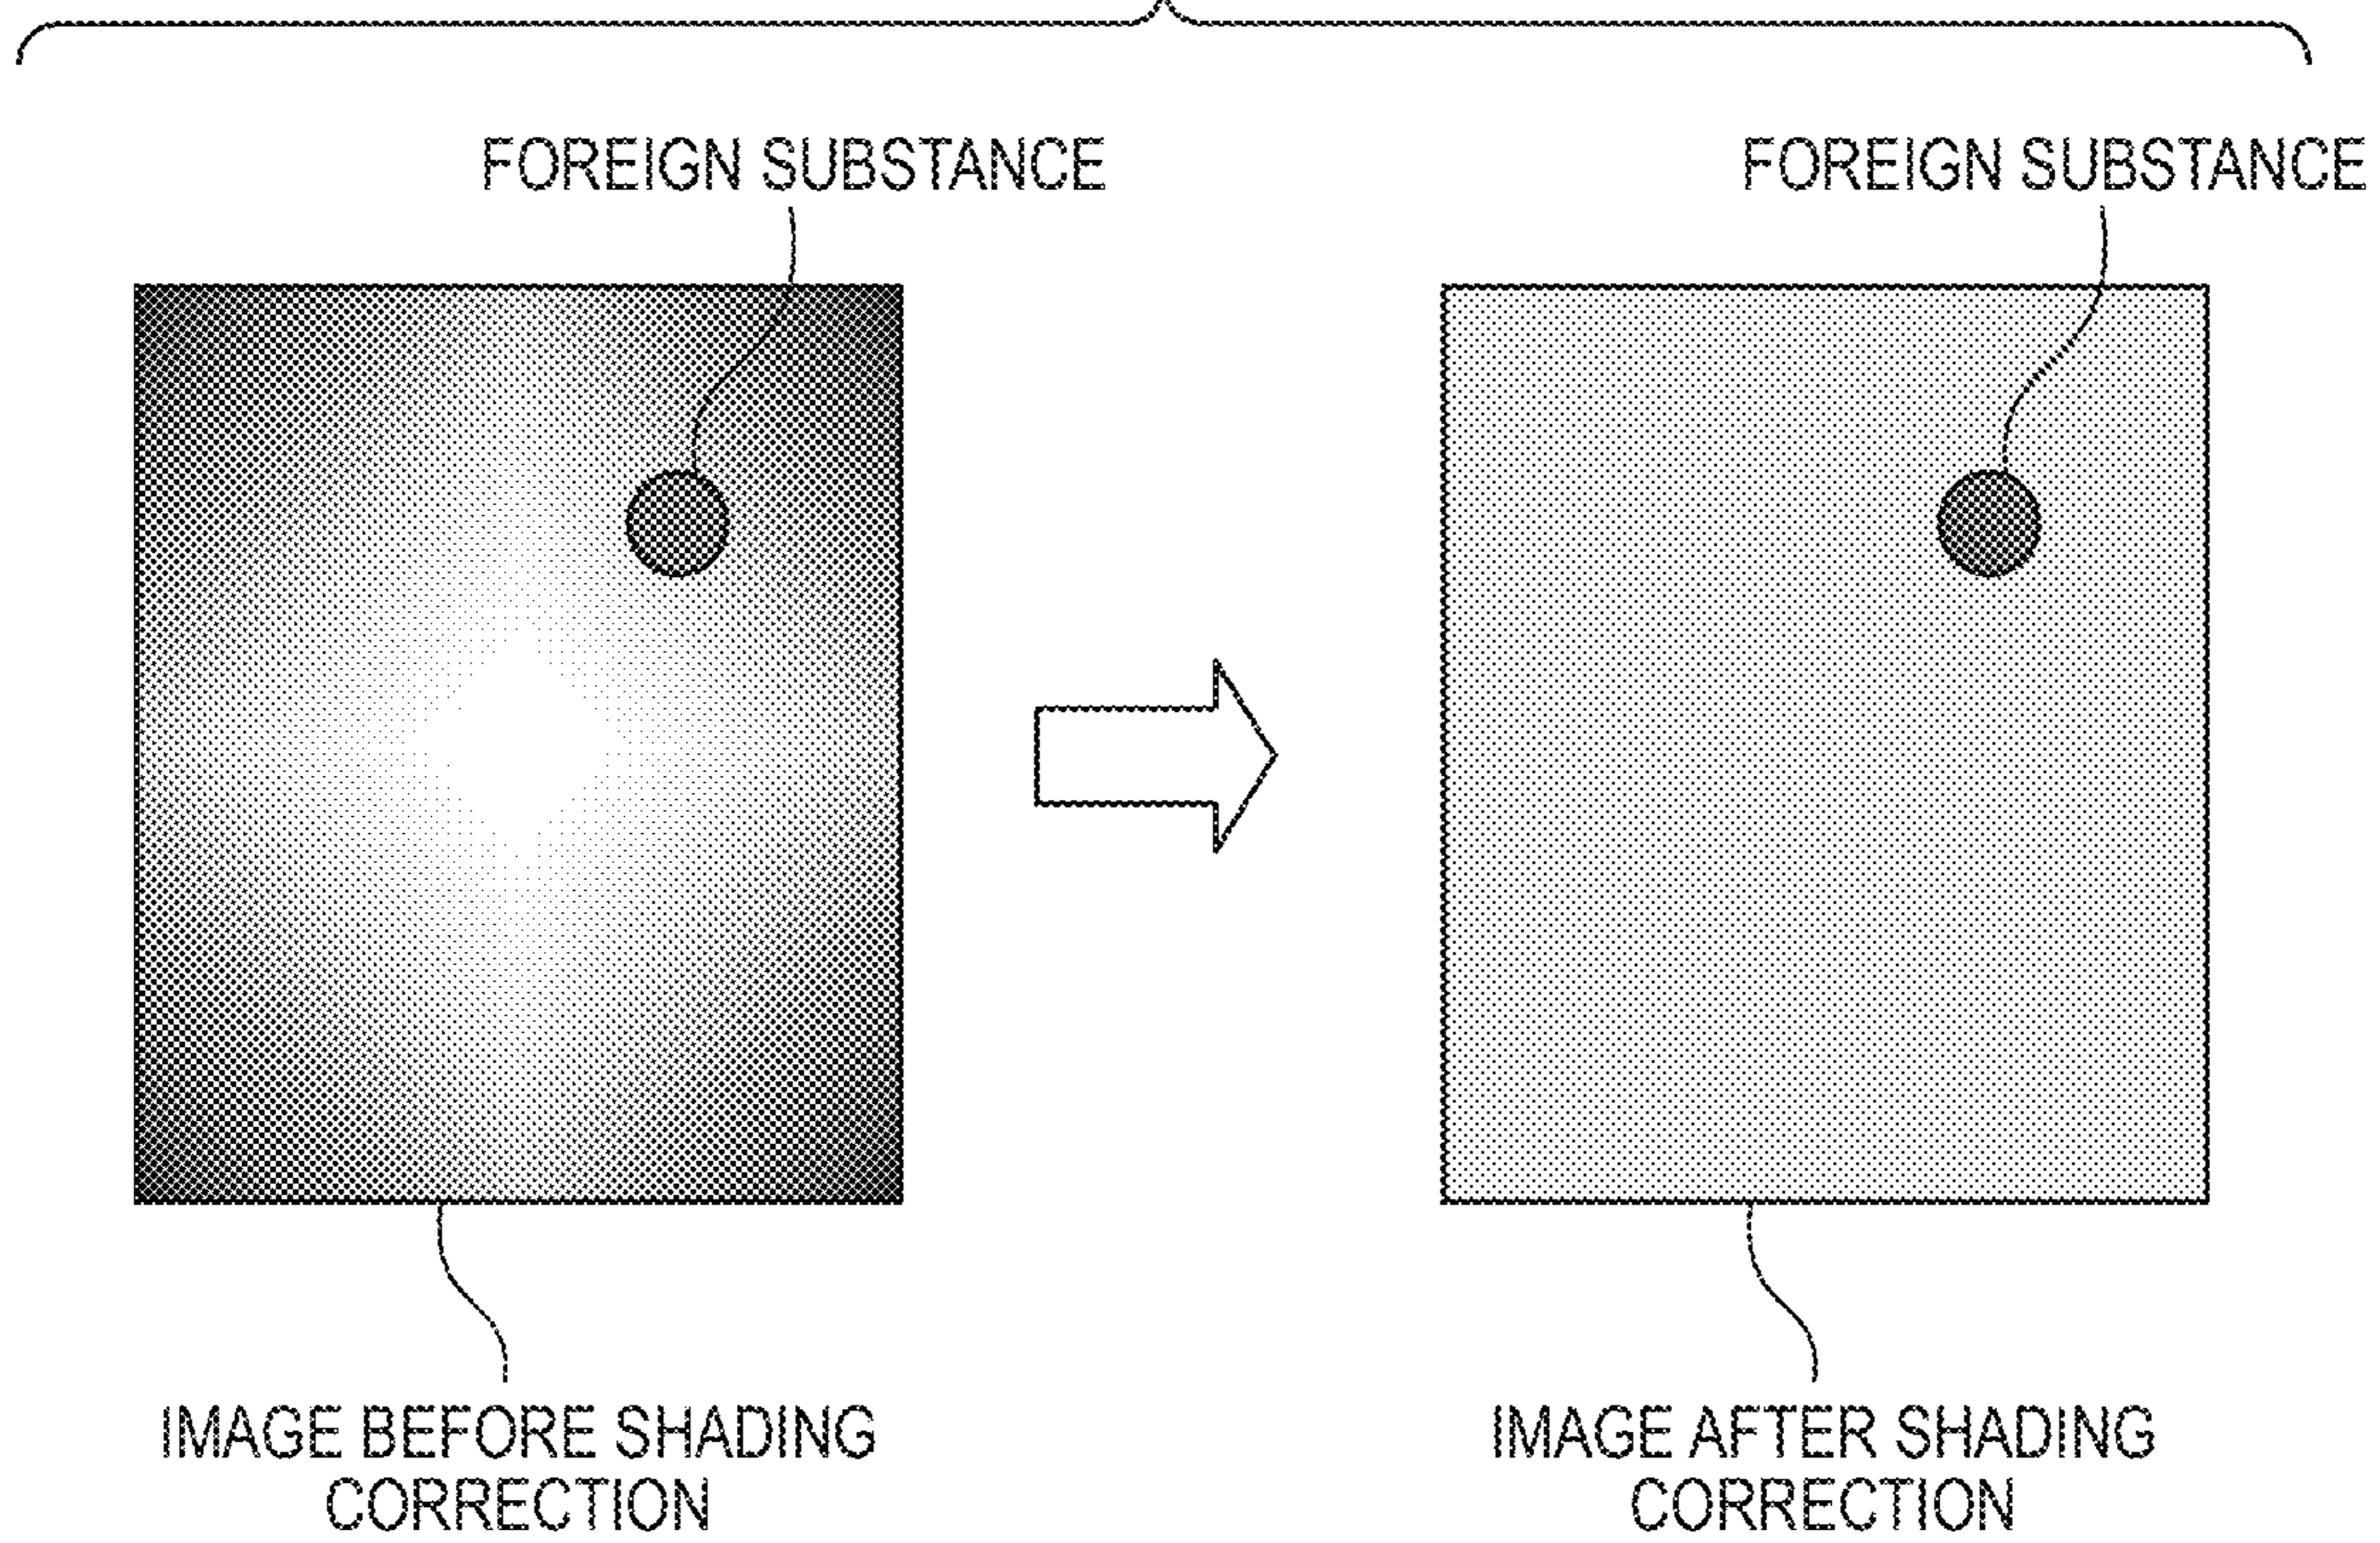 FOREIGN SUBSTANCE
FOREIGN SUBSTANCE
IMAGE BEFORE SHADING
CORRECTION
IMAGE AFTER SHADING
CORRECTION